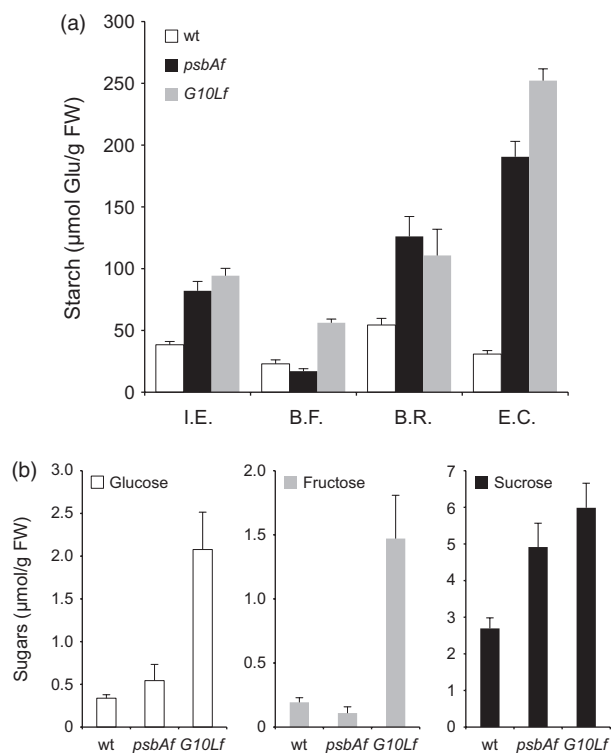 (a)
300
250
200
150
100
50
0
Starch (µmol Glu/g FW)
wt
psbAf
G10Lf
I.E. B.F. B.R. E.C.
(b)
Sugars (µmol/g FW)
3.0
2.5
2.0
1.5
1.0
0.5
0
Glucose
wt psbAf G10Lf
2.0
1.5
1.0
0.5
0
Fructose
wt psbAf G10Lf
7
6
5
4
3
2
1
0
Sucrose
wt psbAf G10Lf